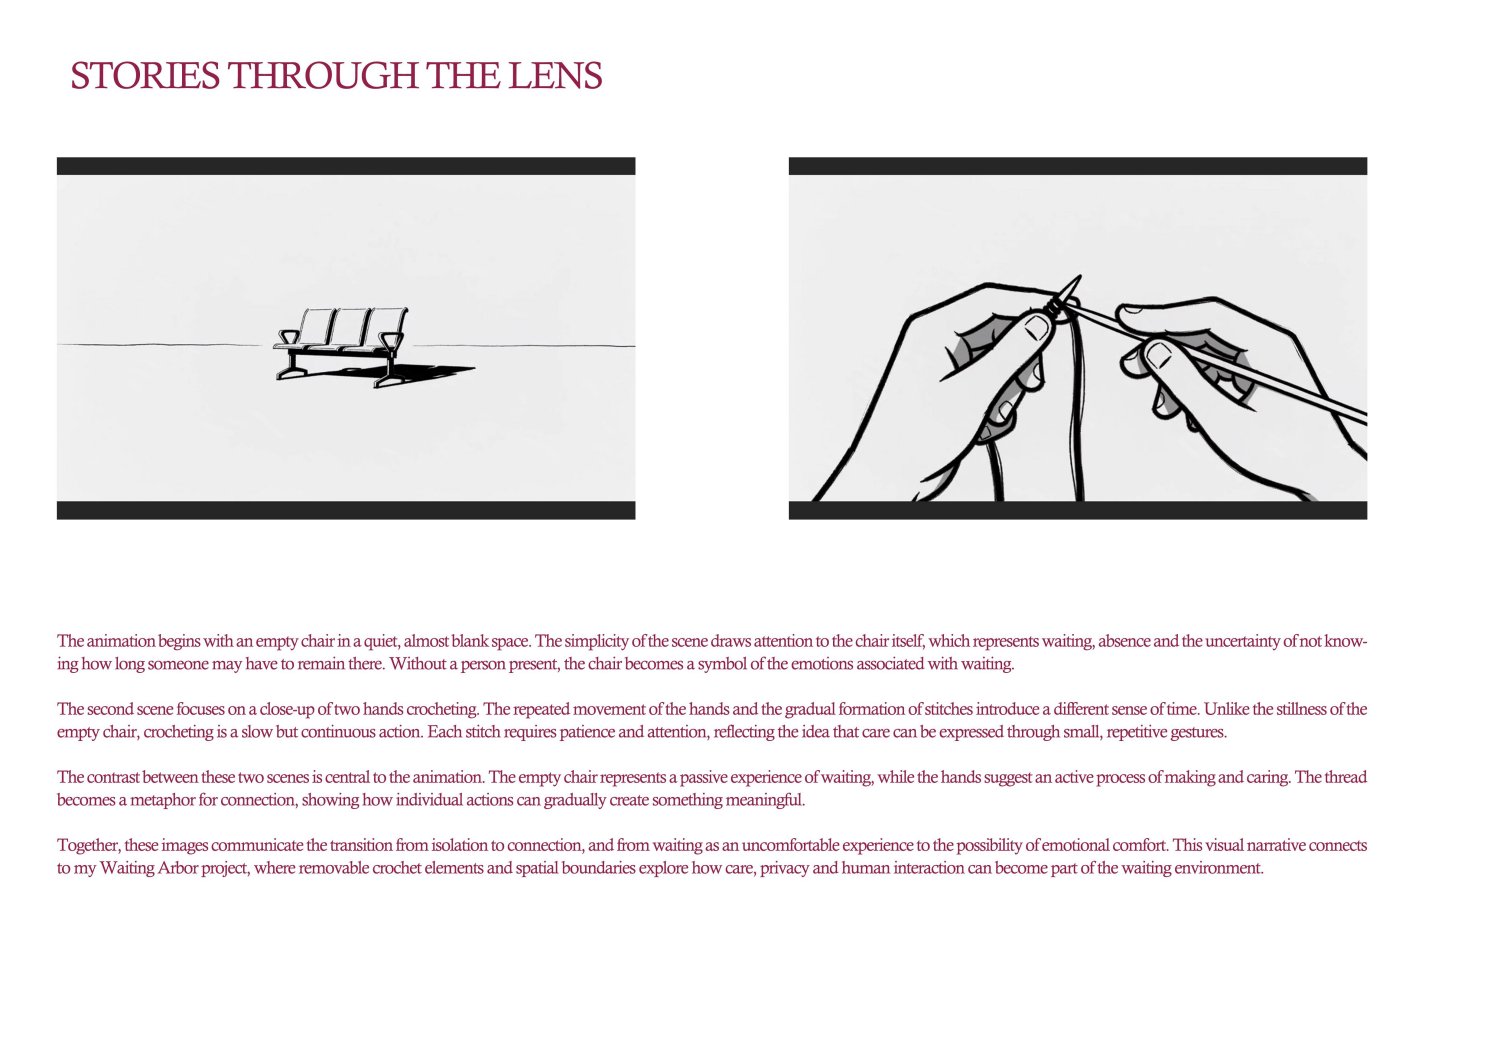 STORIES THROUGH THE LENS
The animation begins with an empty chair in a quiet, almost blank space. The simplicity of the scene draws attention to the chair itself, which represents waiting, absence and the uncertainty of not know-
ing how long someone may have to remain there. Without a person present, the chair becomes a symbol of the emotions associated with waiting.
The second scene focuses on a close-up of two hands crocheting. The repeated movement of the hands and the gradual formation of stitches introduce a different sense of time. Unlike the stillness of the
empty chair, crocheting is a slow but continuous action. Each stitch requires patience and attention, reflecting the idea that care can be expressed through small, repetitive gestures.
The contrast between these two scenes is central to the animation. The empty chair represents a passive experience of waiting, while the hands suggest an active process of making and caring. The thread
becomes a metaphor for connection, showing how individual actions can gradually create something meaningful.
Together, these images communicate the transition from isolation to connection, and from waiting as an uncomfortable experience to the possibility of emotional comfort. This visual narrative connects
to my Waiting Arbor project, where removable crochet elements and spatial boundaries explore how care, privacy and human interaction can become part of the waiting environment.